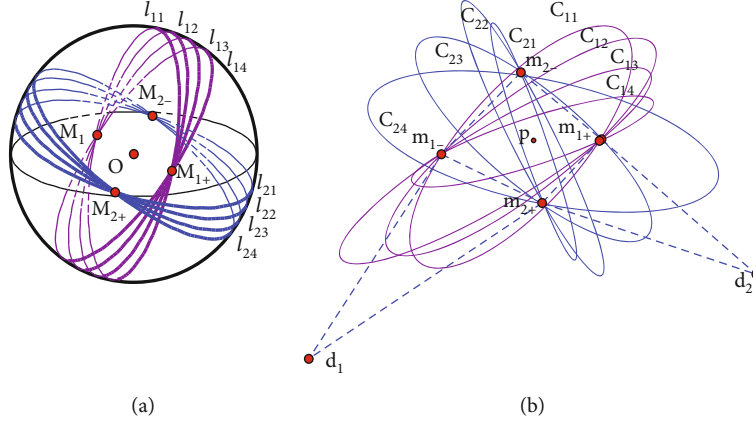 l₁₁
l₁₂
l₁₃
l₁₄
M₂₋
M₁
O
M₁₊
M₂₊
l₂₁
l₂₂
l₂₃
l₂₄
(a)
C₂₂
C₁₁
C₂₁
C₁₂
C₂₃
m₂₋
C₁₃
C₁₄
C₂₄
p
m₁₊
m₁₋
m₂₊
d₂
d₁
(b)